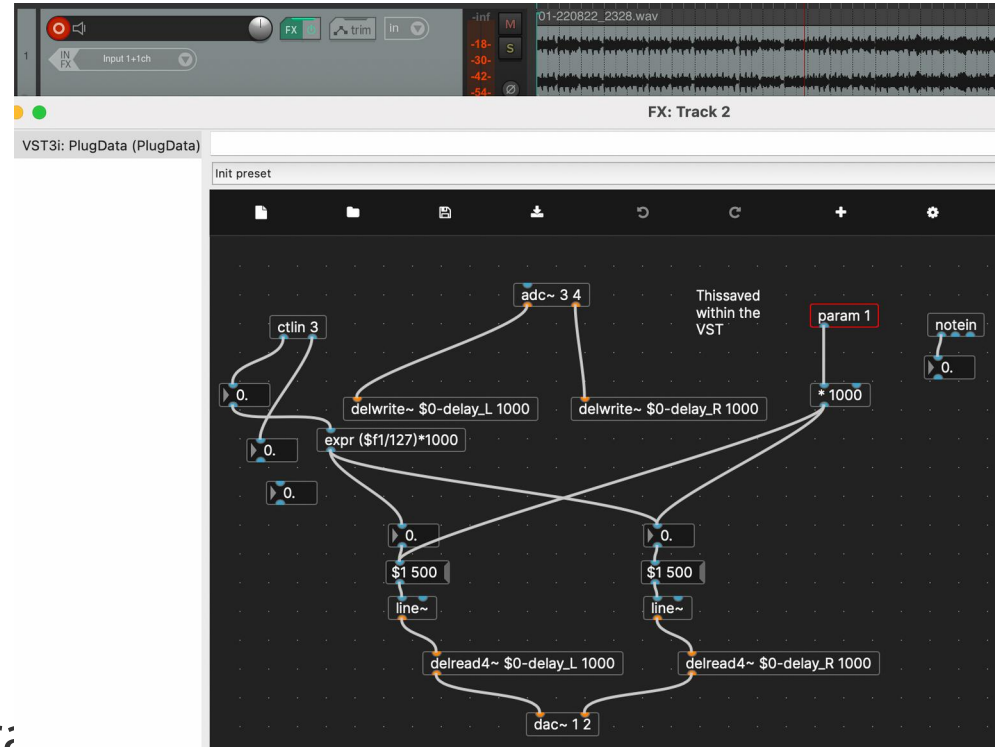 -inf
01-220822_2328.wav
M
FX
trim
in
-18-
S
1
IN
FX
Input 1+1ch
-30-
-42-
-54-
Ø
FX: Track 2
VST3i: PlugData (PlugData)
Init preset
adc~ 3 4
Thissaved
within the
VST
param 1
ctlin 3
notein
0.
0.
* 1000
delwrite~ $0-delay_L 1000
delwrite~ $0-delay_R 1000
expr ($f1/127)*1000
0.
0.
0.
0.
$1 500
$1 500
line~
line~
delread4~ $0-delay_L 1000
delread4~ $0-delay_R 1000
dac~ 1 2